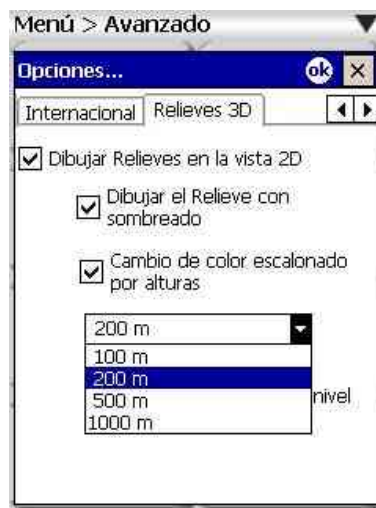 Menú > Avanzado
Opciones...
ok
Internacional
Relieves 3D
Dibujar Relieves en la vista 2D
Dibujar el Relieve con
sombreado
Cambio de color escalonado
por alturas
200 m
100 m
200 m
500 m
nivel
1000 m